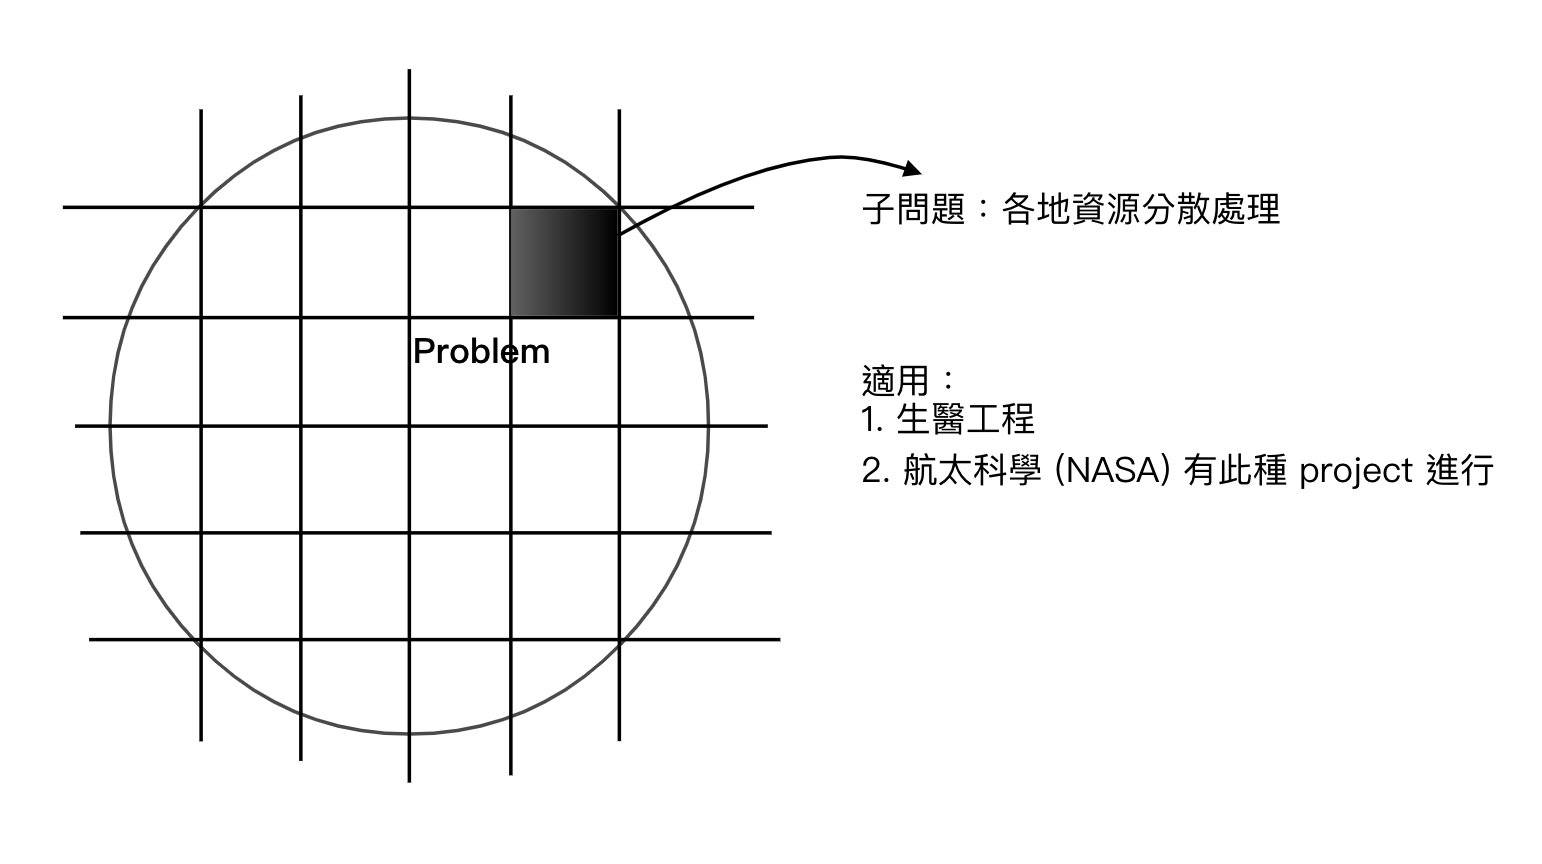 子問題：各地資源分散處理
Problem
適用：
1. 生醫工程
2. 航太科學 (NASA) 有此種 project 進行